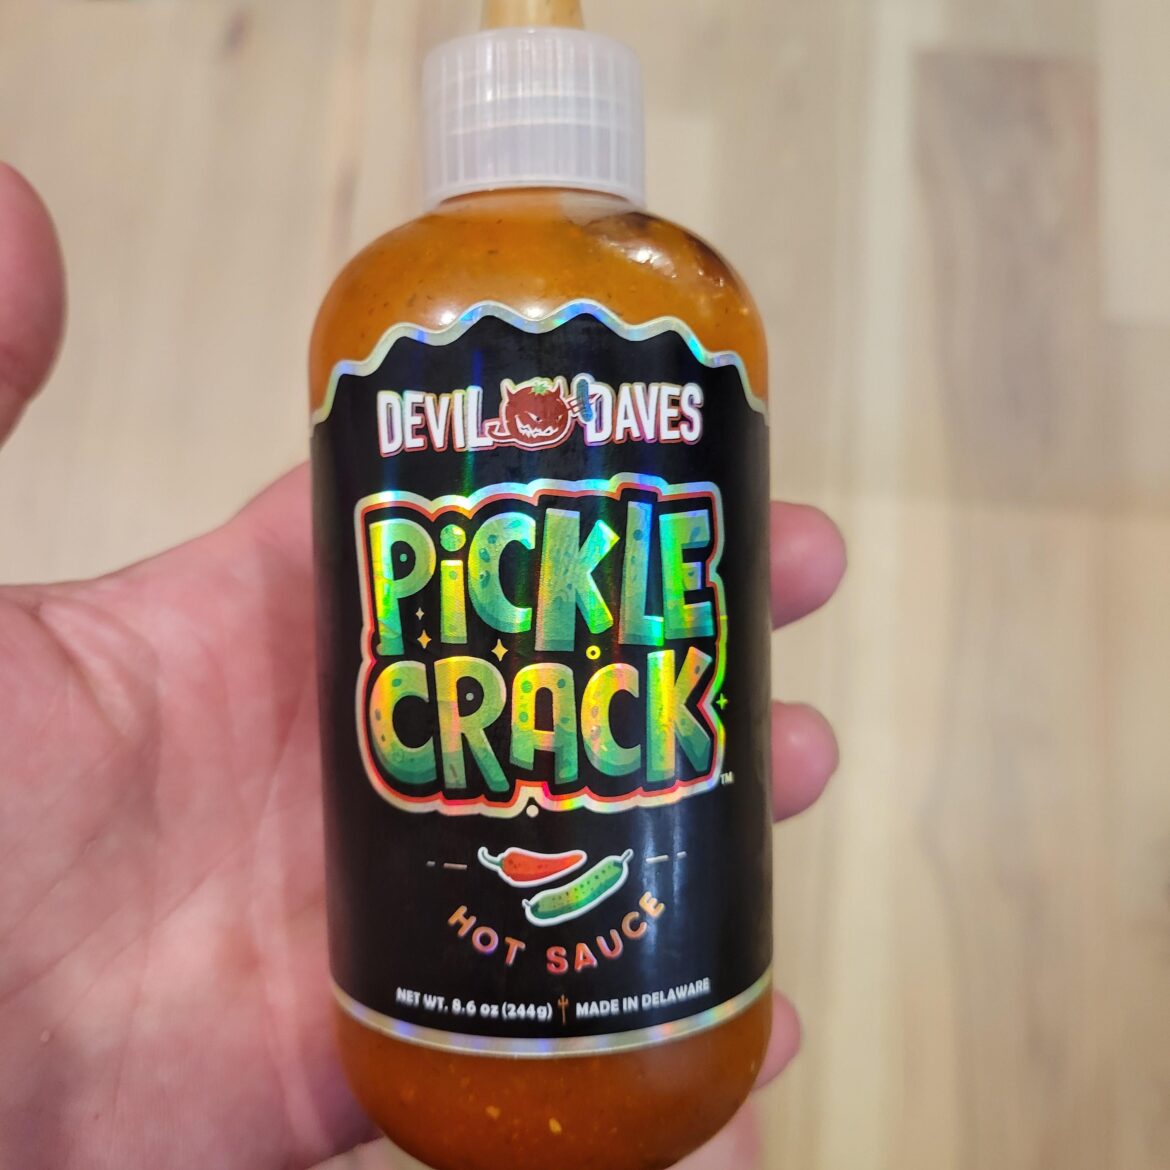 DEVIL DAVES
PiCKLE
CRACK
TM
HOT SAUCE
NET WT. 8.6 oz (244g) MADE IN DELAWARE